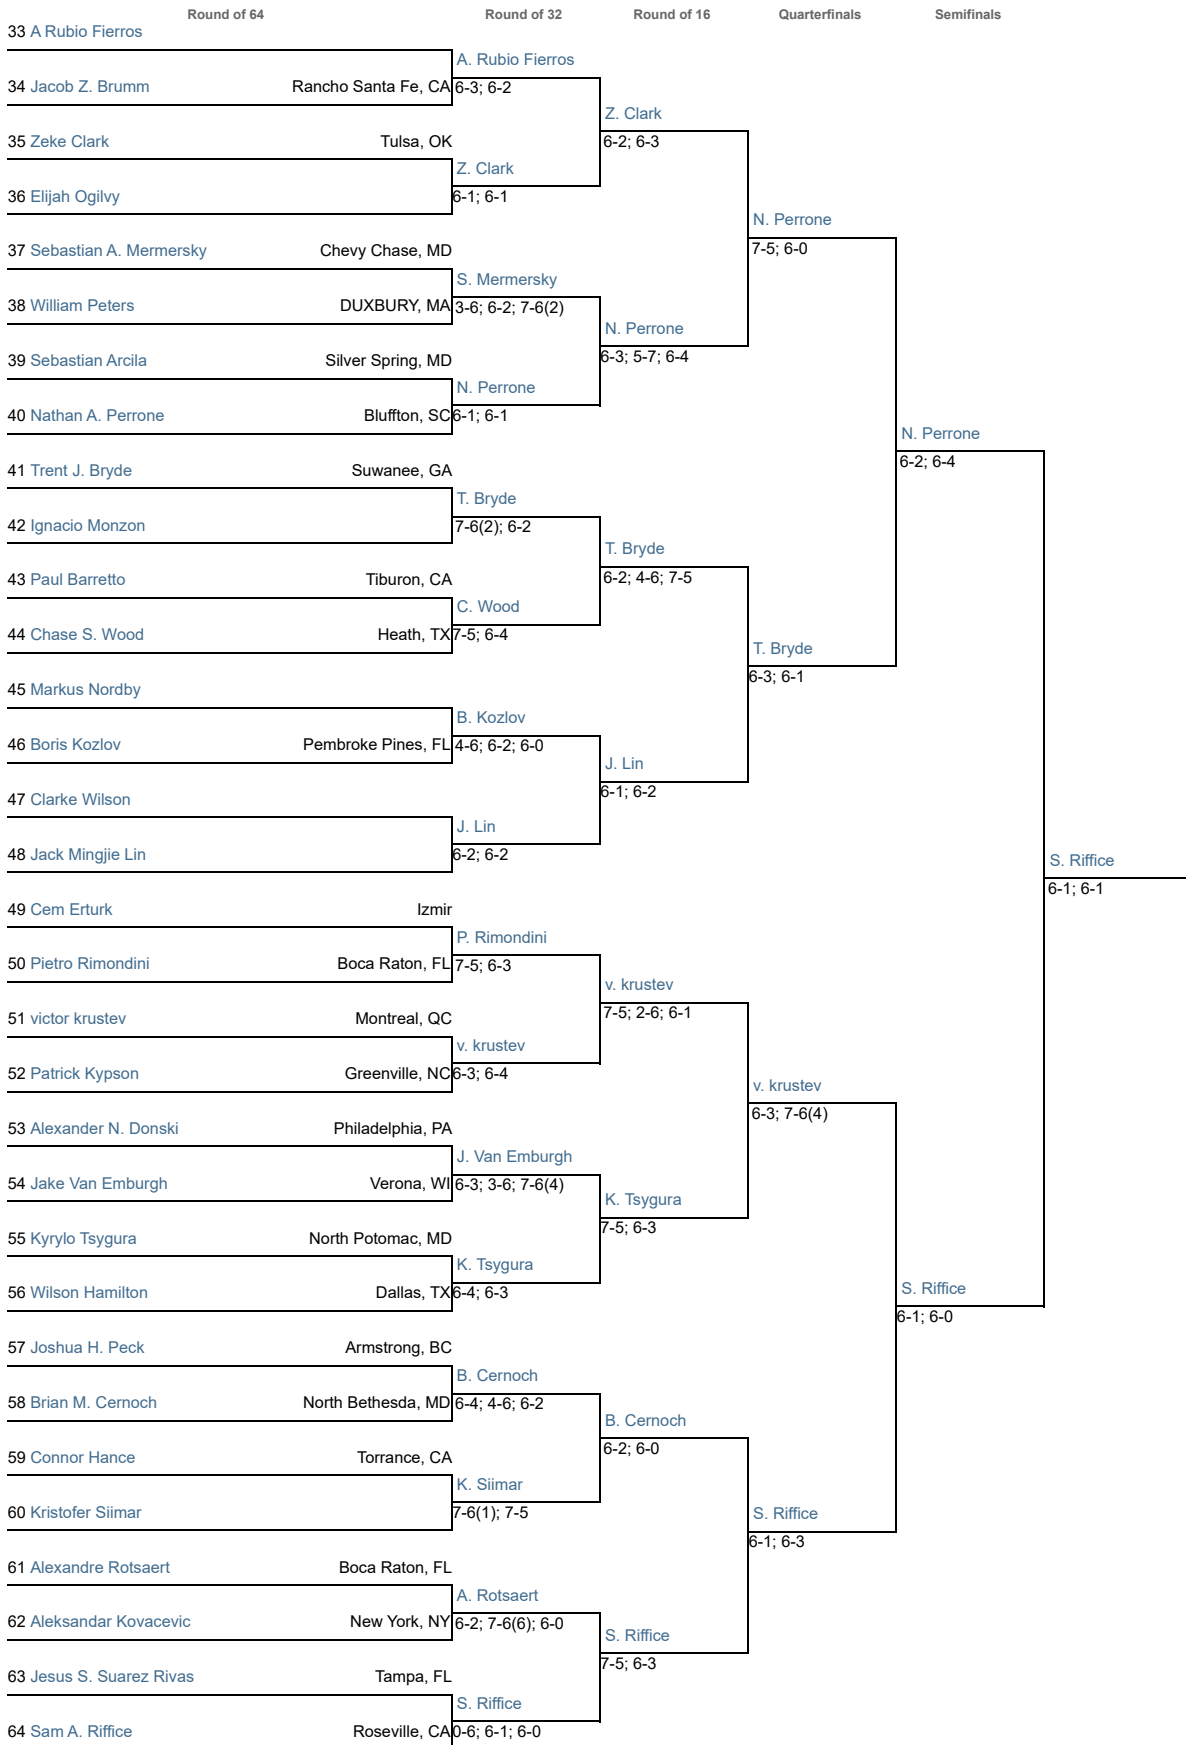 Round of 64 Round of 32 Round of 16 Quarterfinals Semifinals
33 A Rubio Fierros
A. Rubio Fierros
34 Jacob Z. Brumm Rancho Santa Fe, CA 6-3; 6-2
Z. Clark
35 Zeke Clark Tulsa, OK 6-2; 6-3
Z. Clark
36 Elijah Ogilvy 6-1; 6-1
N. Perrone
37 Sebastian A. Mermersky Chevy Chase, MD 7-5; 6-0
S. Mermersky
38 William Peters DUXBURY, MA 3-6; 6-2; 7-6(2)
N. Perrone
39 Sebastian Arcila Silver Spring, MD 6-3; 5-7; 6-4
N. Perrone
40 Nathan A. Perrone Bluffton, SC 6-1; 6-1
N. Perrone
41 Trent J. Bryde Suwanee, GA 6-2; 6-4
T. Bryde
42 Ignacio Monzon 7-6(2); 6-2
T. Bryde
43 Paul Barretto Tiburon, CA 6-2; 4-6; 7-5
C. Wood
44 Chase S. Wood Heath, TX 7-5; 6-4
T. Bryde
45 Markus Nordby 6-3; 6-1
B. Kozlov
46 Boris Kozlov Pembroke Pines, FL 4-6; 6-2; 6-0
J. Lin
47 Clarke Wilson 6-1; 6-2
J. Lin
48 Jack Mingjie Lin 6-2; 6-2
S. Riffice
49 Cem Erturk Izmir 6-1; 6-1
P. Rimondini
50 Pietro Rimondini Boca Raton, FL 7-5; 6-3
v. krustev
51 victor krustev Montreal, QC 7-5; 2-6; 6-1
v. krustev
52 Patrick Kypson Greenville, NC 6-3; 6-4
v. krustev
53 Alexander N. Donski Philadelphia, PA 6-3; 7-6(4)
J. Van Emburgh
54 Jake Van Emburgh Verona, WI 6-3; 3-6; 7-6(4)
K. Tsygura
55 Kyrylo Tsygura North Potomac, MD 7-5; 6-3
K. Tsygura
56 Wilson Hamilton Dallas, TX 6-4; 6-3
S. Riffice
57 Joshua H. Peck Armstrong, BC 6-1; 6-0
B. Cernoch
58 Brian M. Cernoch North Bethesda, MD 6-4; 4-6; 6-2
B. Cernoch
59 Connor Hance Torrance, CA 6-2; 6-0
K. Siimar
60 Kristofer Siimar 7-6(1); 7-5
S. Riffice
61 Alexandre Rotsaert Boca Raton, FL 6-1; 6-3
A. Rotsaert
62 Aleksandar Kovacevic New York, NY 6-2; 7-6(6); 6-0
S. Riffice
63 Jesus S. Suarez Rivas Tampa, FL 7-5; 6-3
S. Riffice
64 Sam A. Riffice Roseville, CA 0-6; 6-1; 6-0